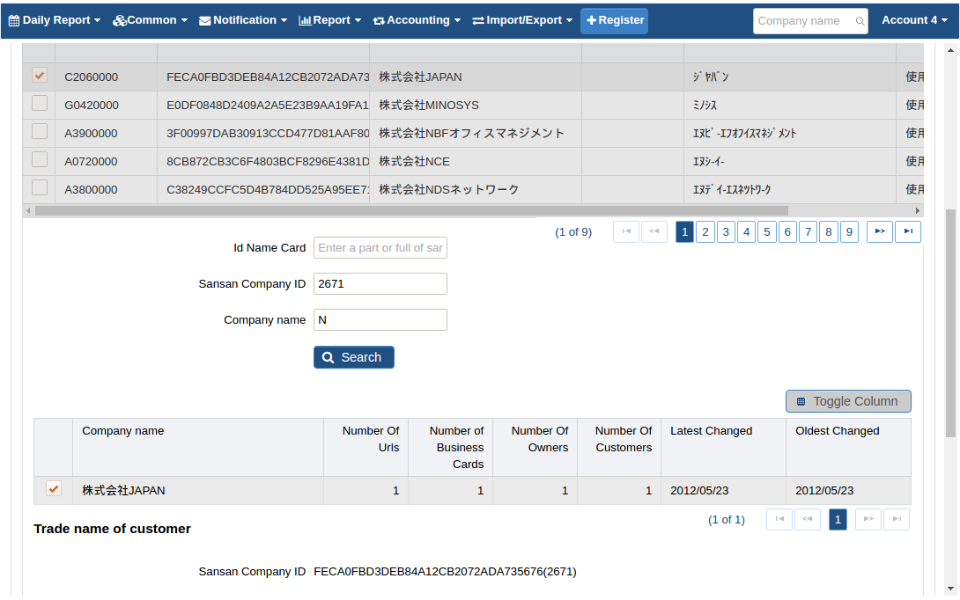 Daily Report Common Notification Report Accounting Import/Export Register Company name Account 4
C2060000 FECA0FBD3DEB84A12CB2072ADA73 株式会社JAPAN ｼﾞﾔﾊﾟﾝ 使用
G0420000 E0DF0848D2409A2A5E23B9AA19FA1 株式会社MINOSYS ﾐﾉｼｽ 使用
A3900000 3F00997DAB30913CCD477D81AAF80 株式会社NBFオフィスマネジメント ｴﾇﾋﾞ-ｴﾌｵﾌｲｽﾏﾈｼﾞﾒﾝﾄ 使用
A0720000 8CB872CB3C6F4803BCF8296E4381D 株式会社NCE ｴﾇｼ-ｲ- 使用
A3800000 C38249CCFC5D4B784DD525A95EE7 株式会社NDSネットワーク ｴﾇﾃﾞｲ-ｴｽﾈﾂﾄﾜ-ｸ 使用
(1 of 9) 1 2 3 4 5 6 7 8 9
Id Name Card Enter a part or full of sar
Sansan Company ID 2671
Company name N
Search
Toggle Column
Company name Number Of Urls Number of Business Cards Number Of Owners Number Of Customers Latest Changed Oldest Changed
株式会社JAPAN 1 1 1 1 2012/05/23 2012/05/23
(1 of 1) 1
Trade name of customer
Sansan Company ID FECA0FBD3DEB84A12CB2072ADA735676(2671)